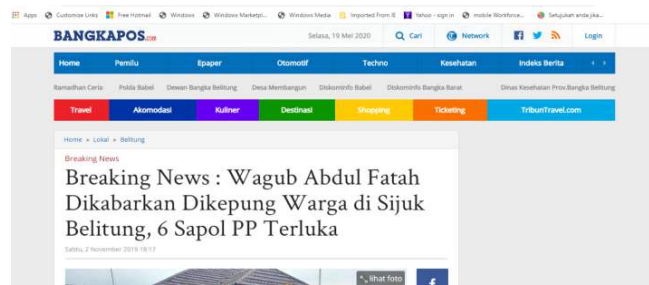 Apps Customize Links Free Hotmail Windows Windows Marketpl... Windows Media Imported From IE Yahoo - sign in mobile Workforce... Setujukah anda jika...
BANGKAPOS.com Selasa, 19 Mei 2020 Cari Network Login
Home Pemilu Epaper Otomotif Techno Kesehatan Indeks Berita
Ramadhan Ceria Polda Babel Dewan Bangka Belitung Desa Membangun Diskominfo Babel Diskominfo Bangka Barat Dinas Kesehatan Prov.Bangka Belitung
Travel Akomodasi Kuliner Destinasi Shopping Ticketing TribunTravel.com
Home » Lokal » Belitung
Breaking News
Breaking News : Wagub Abdul Fatah
Dikabarkan Dikepung Warga di Sijuk
Belitung, 6 Sapol PP Terluka
Sabtu, 2 November 2019 18:17
lihat foto